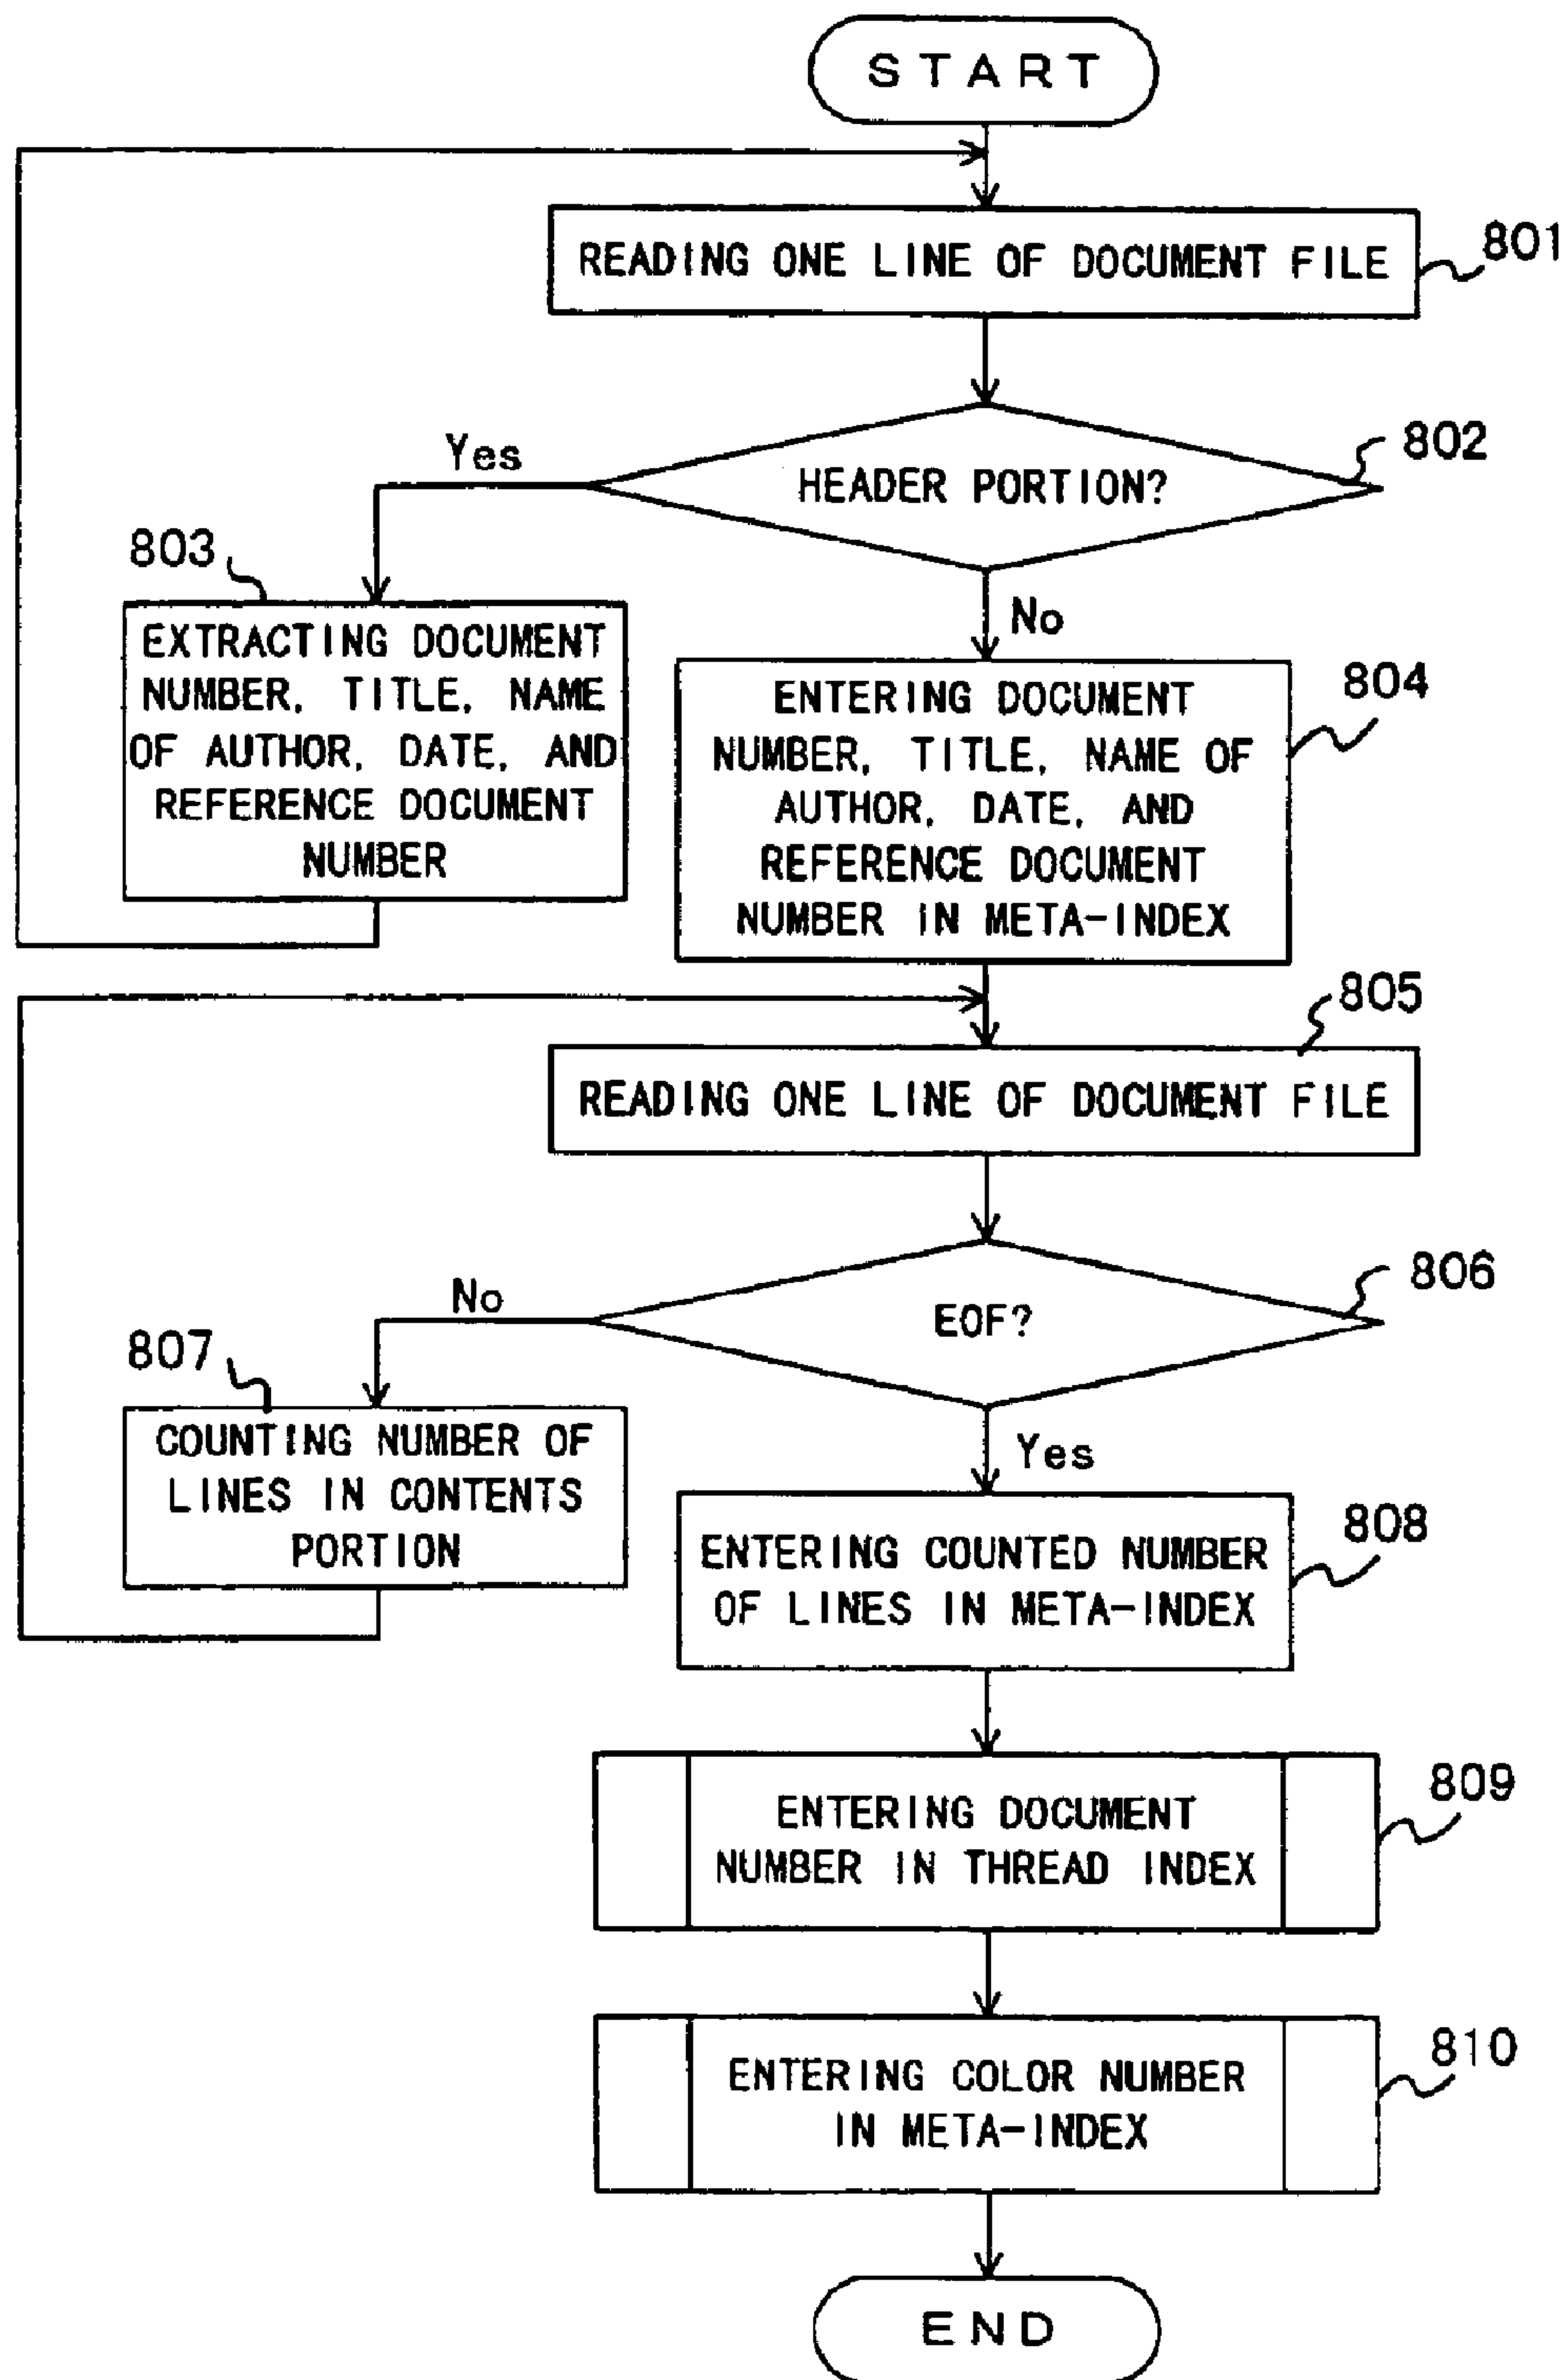 START
READING ONE LINE OF DOCUMENT FILE
801
802
Yes
HEADER PORTION?
803
No
EXTRACTING DOCUMENT
NUMBER, TITLE, NAME
OF AUTHOR, DATE, AND
REFERENCE DOCUMENT
NUMBER
804
ENTERING DOCUMENT
NUMBER, TITLE, NAME OF
AUTHOR, DATE, AND
REFERENCE DOCUMENT
NUMBER IN META-INDEX
805
READING ONE LINE OF DOCUMENT FILE
806
No
EOF?
807
Yes
COUNTING NUMBER OF
LINES IN CONTENTS
PORTION
808
ENTERING COUNTED NUMBER
OF LINES IN META-INDEX
809
ENTERING DOCUMENT
NUMBER IN THREAD INDEX
810
ENTERING COLOR NUMBER
IN META-INDEX
END